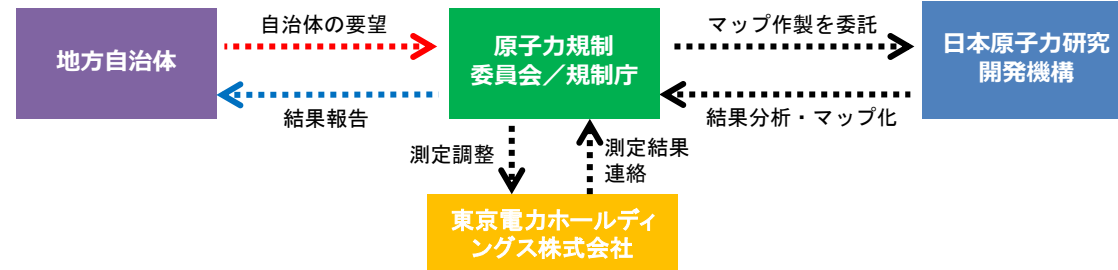 自治体の要望
マップ作製を委託
地方自治体
原子力規制
委員会／規制庁
日本原子力研究
開発機構
結果報告
結果分析・マップ化
測定調整
測定結果
連絡
東京電力ホールディ
ングス株式会社